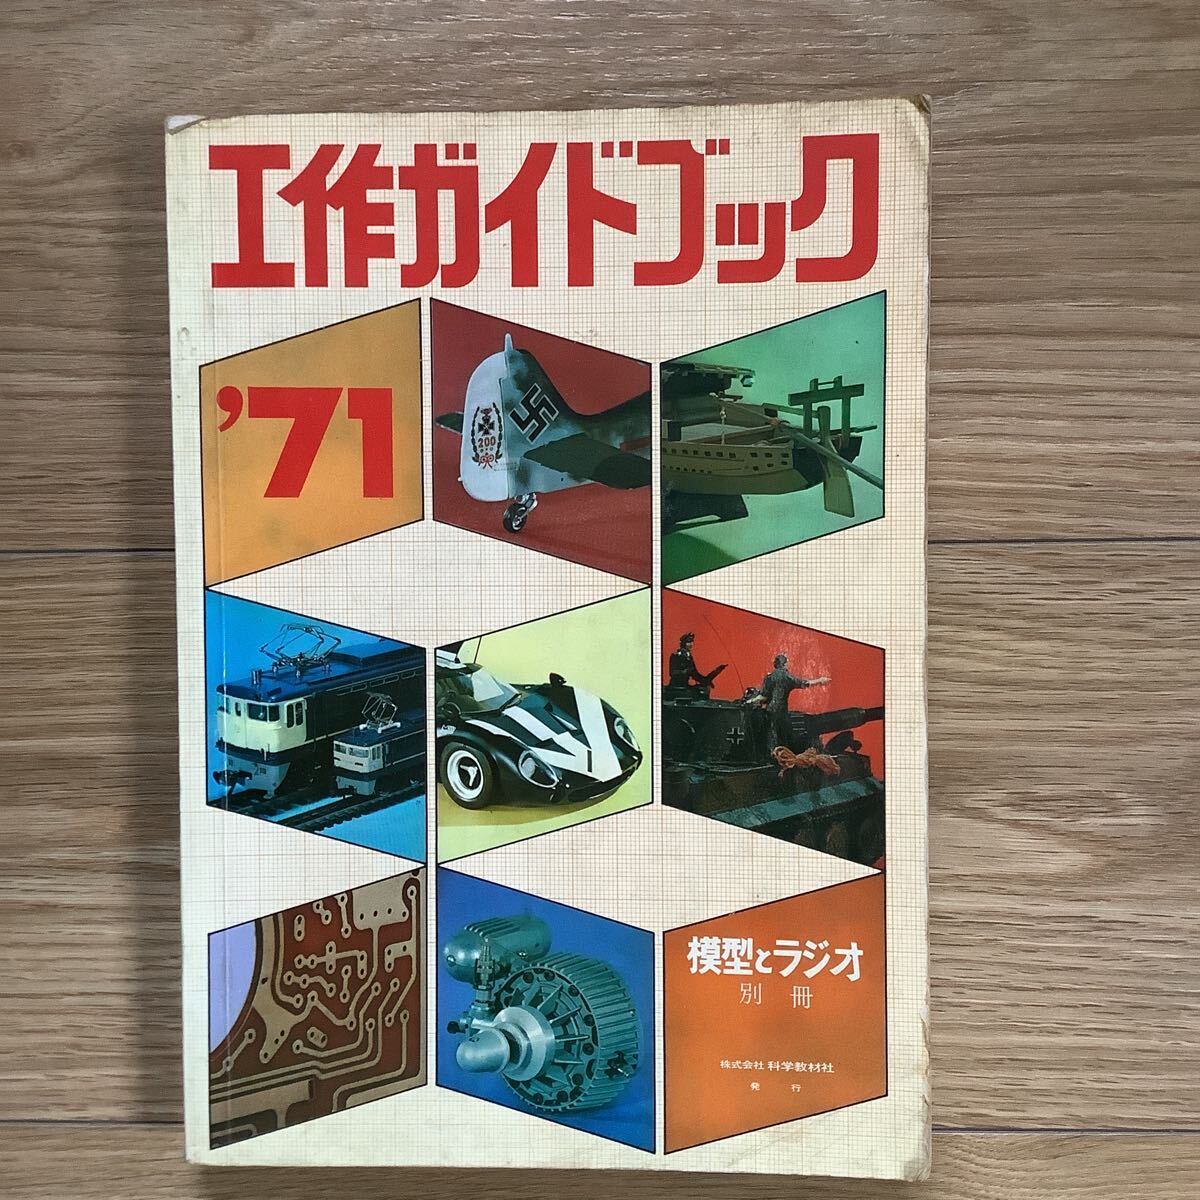 工作ガイドブック
'71
200
模型とラジオ
別冊
株式会社 科学教材社
発行